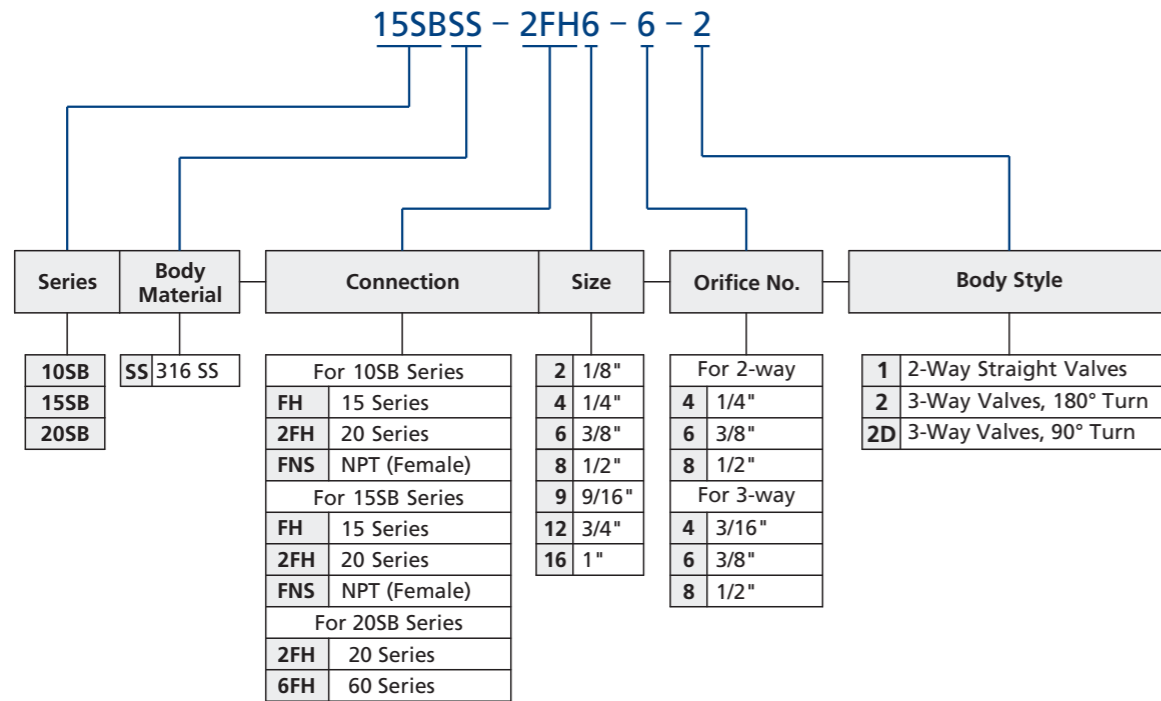 15SBSS – 2FH6 – 6 – 2
Series
Body
Material
Connection
Size
Orifice No.
Body Style
10SB
15SB
20SB
SS 316 SS
For 10SB Series
FH 15 Series
2FH 20 Series
FNS NPT (Female)
For 15SB Series
FH 15 Series
2FH 20 Series
FNS NPT (Female)
For 20SB Series
2FH 20 Series
6FH 60 Series
2 1/8"
4 1/4"
6 3/8"
8 1/2"
9 9/16"
12 3/4"
16 1"
For 2-way
4 1/4"
6 3/8"
8 1/2"
For 3-way
4 3/16"
6 3/8"
8 1/2"
1 2-Way Straight Valves
2 3-Way Valves, 180° Turn
2D 3-Way Valves, 90° Turn